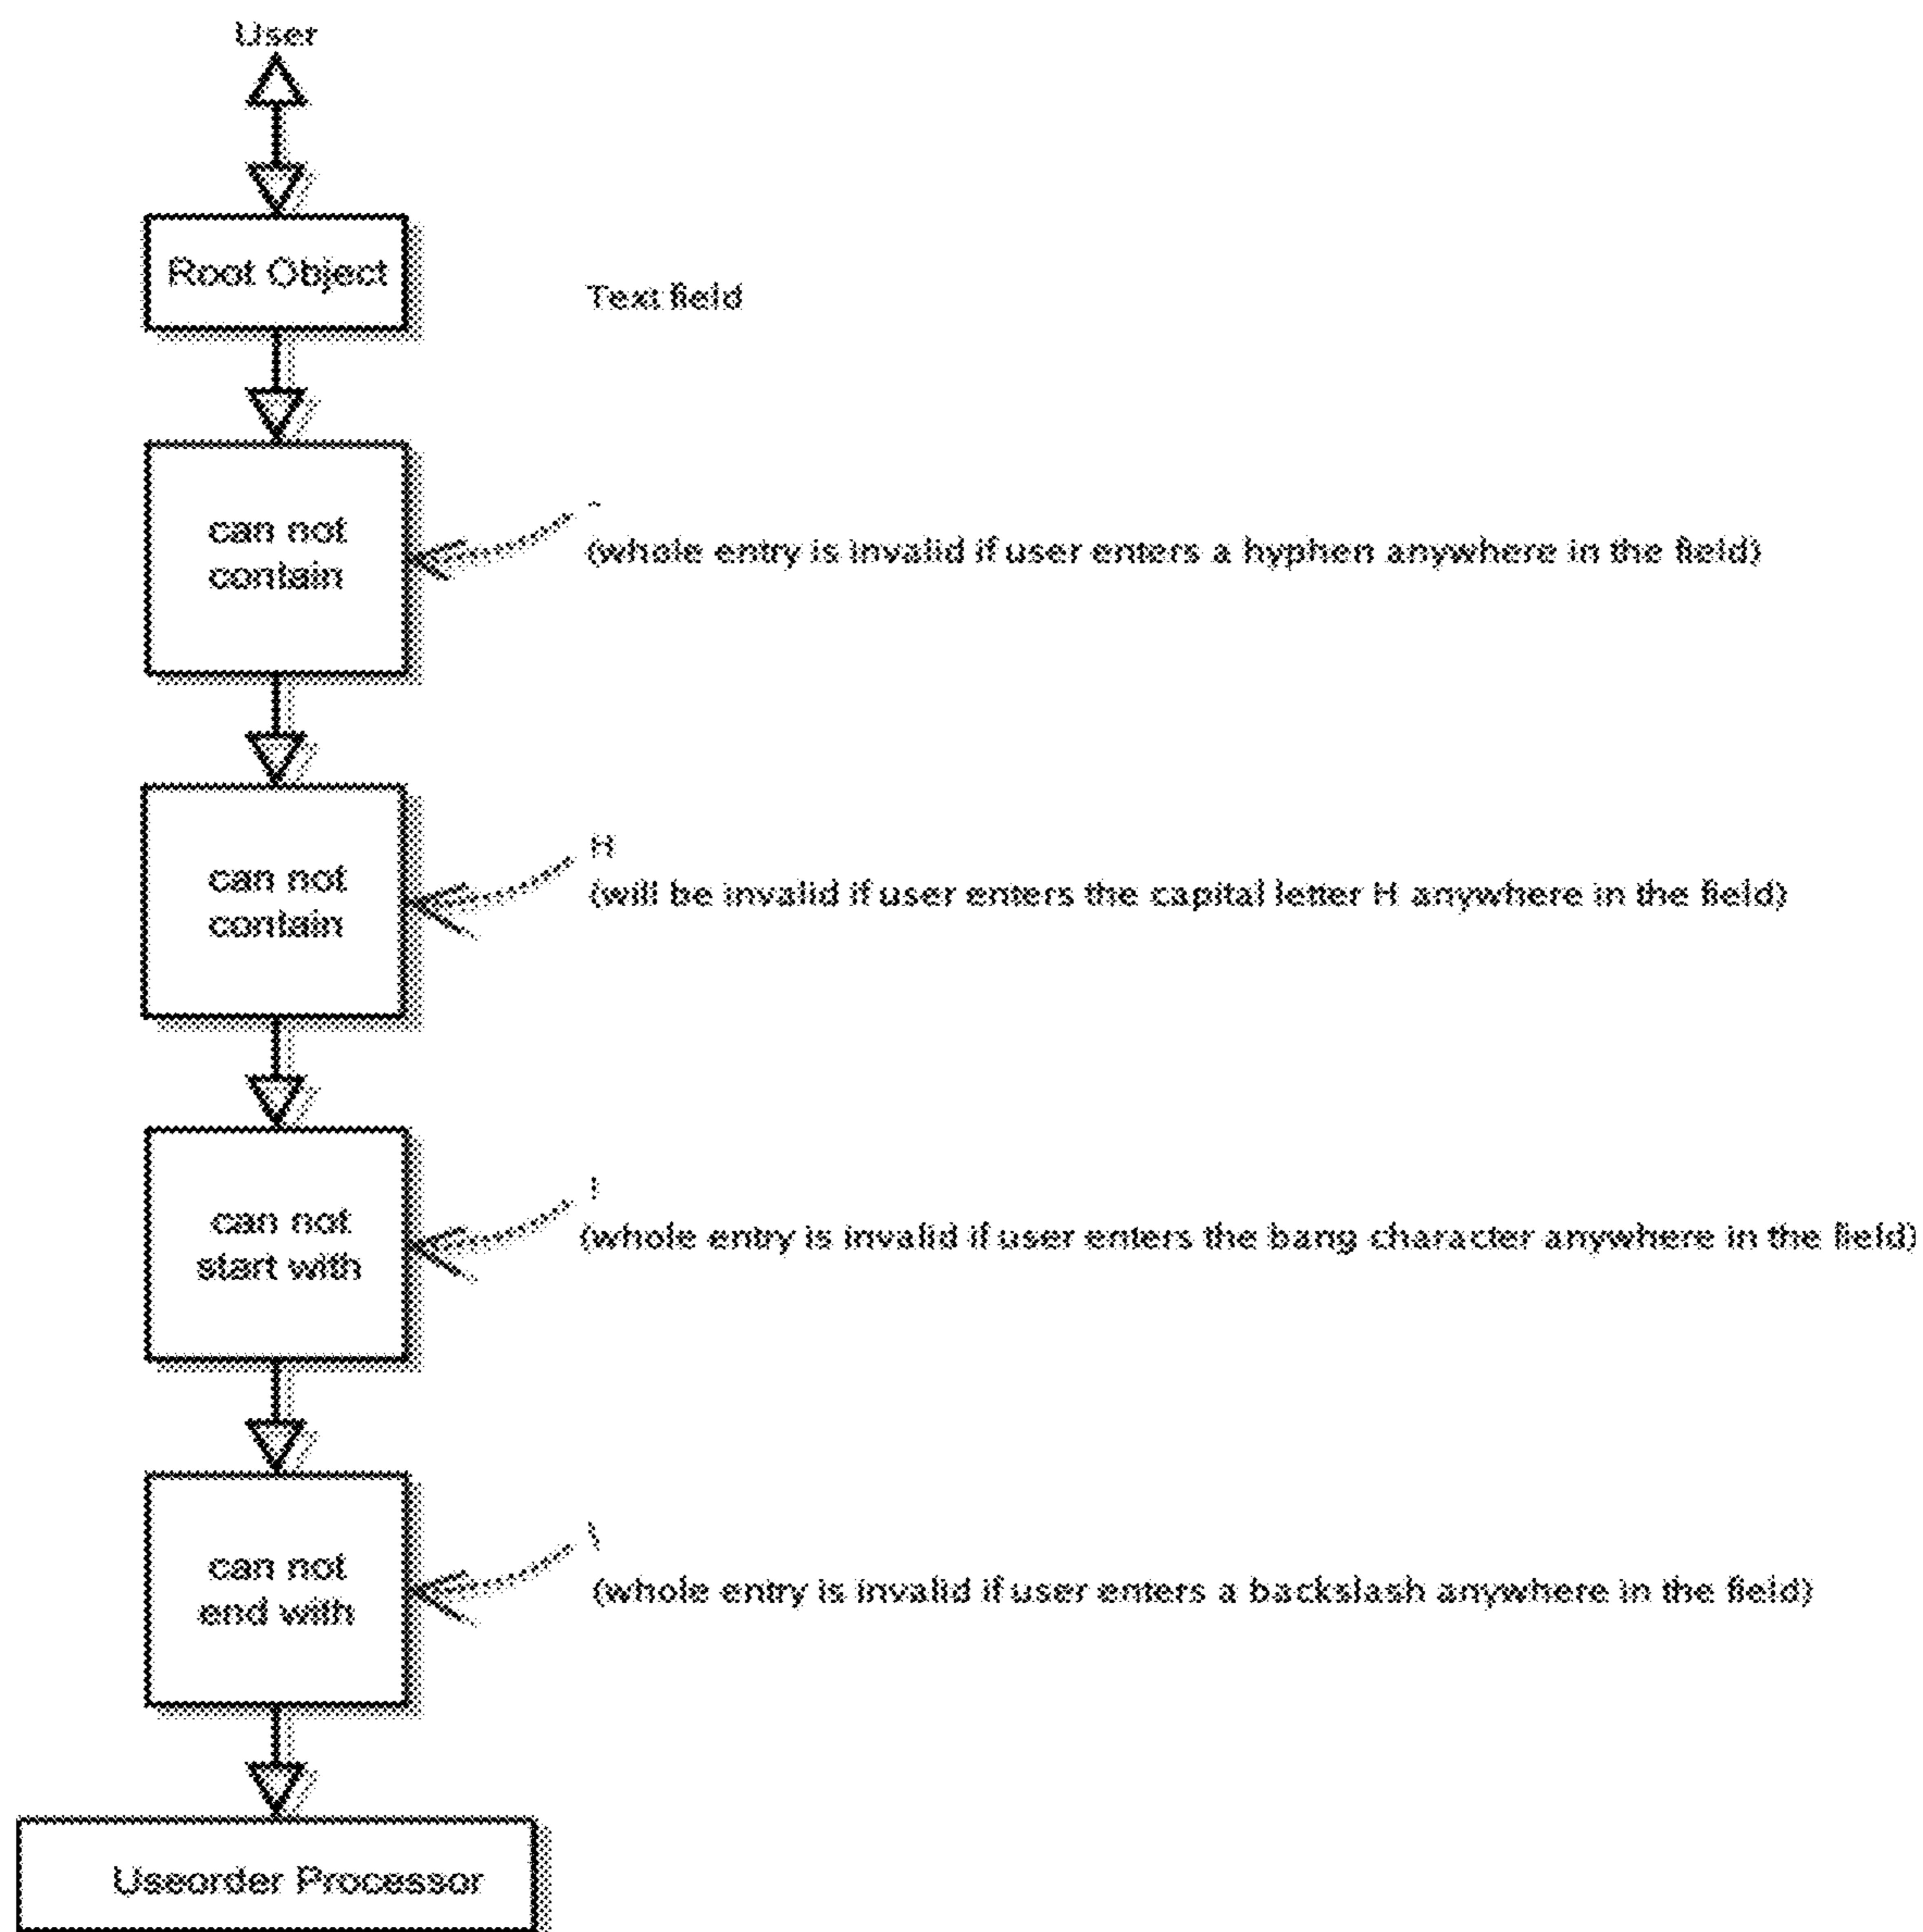 User
Root Object
Text field
can not
contain
-
(whole entry is invalid if user enters a hyphen anywhere in the field)
can not
contain
H
(will be invalid if user enters the capital letter H anywhere in the field)
can not
start with
!
(whole entry is invalid if user enters the bang character anywhere in the field)
can not
end with
\
(whole entry is invalid if user enters a backslash anywhere in the field)
Useorder Processor